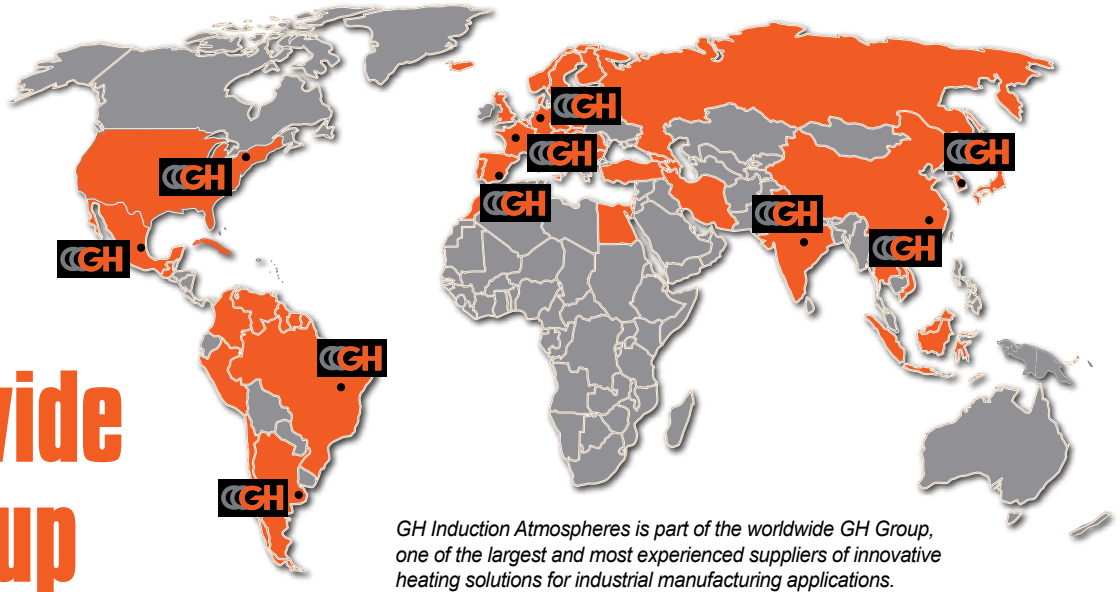 GH
GH
GH
GH
GH
GH
GH
GH
GH
wide
GH
up
GH Induction Atmospheres is part of the worldwide GH Group,
one of the largest and most experienced suppliers of innovative
heating solutions for industrial manufacturing applications.